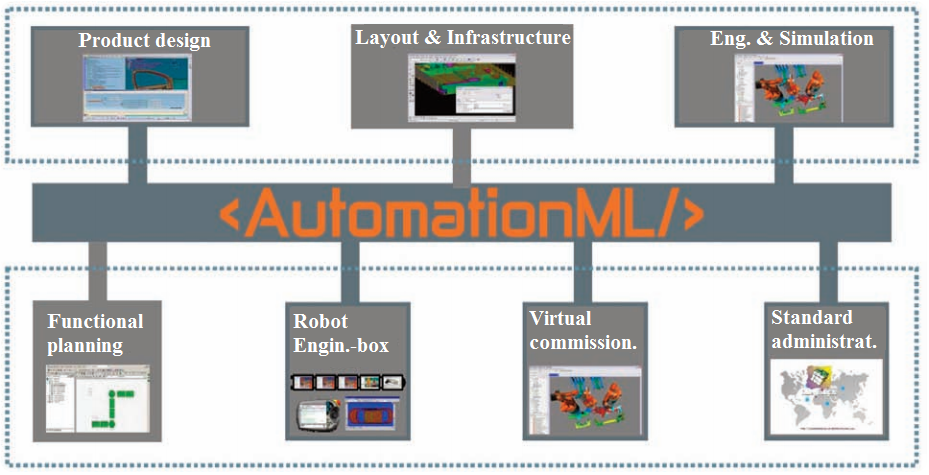 Product design
Layout & Infrastructure
Eng. & Simulation
<AutomationML/>
Functional
planning
Robot
Engin.-box
Virtual
commission.
Standard
administrat.